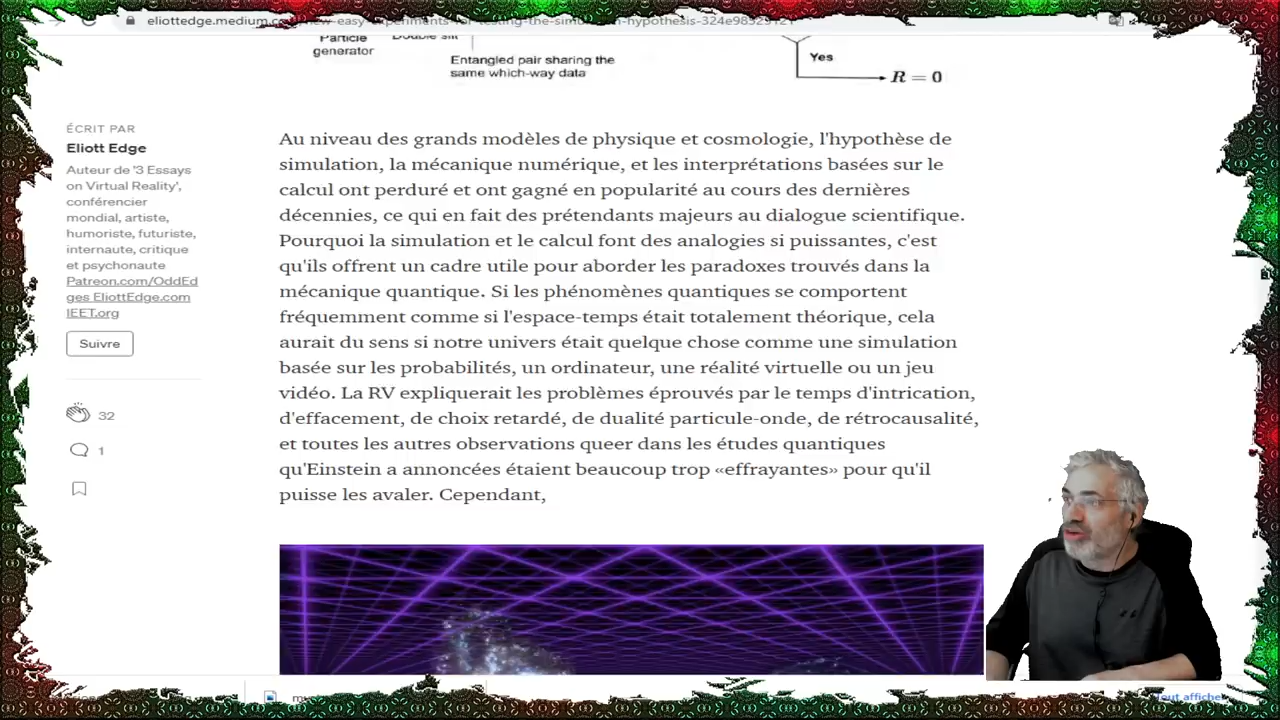 eliottedge.medium.c
new-easy-experiments-for-testing-the-simu
n-hypothesis-324e98529121
Particle
generator
Double slit
Entangled pair sharing the
same which-way data
Yes
R = 0
ÉCRIT PAR
Eliott Edge
Auteur de '3 Essays
on Virtual Reality',
conférencier
mondial, artiste,
humoriste, futuriste,
internaute, critique
et psychonaute
Patreon.com/OddEd
ges EliottEdge.com
IEET.org
Suivre
32
1
Au niveau des grands modèles de physique et cosmologie, l'hypothèse de
simulation, la mécanique numérique, et les interprétations basées sur le
calcul ont perduré et ont gagné en popularité au cours des dernières
décennies, ce qui en fait des prétendants majeurs au dialogue scientifique.
Pourquoi la simulation et le calcul font des analogies si puissantes, c'est
qu'ils offrent un cadre utile pour aborder les paradoxes trouvés dans la
mécanique quantique. Si les phénomènes quantiques se comportent
fréquemment comme si l'espace-temps était totalement théorique, cela
aurait du sens si notre univers était quelque chose comme une simulation
basée sur les probabilités, un ordinateur, une réalité virtuelle ou un jeu
vidéo. La RV expliquerait les problèmes éprouvés par le temps d'intrication,
d'effacement, de choix retardé, de dualité particule-onde, de rétrocausalité,
et toutes les autres observations queer dans les études quantiques
qu'Einstein a annoncées étaient beaucoup trop «effrayantes» pour qu'il
puisse les avaler. Cependant,